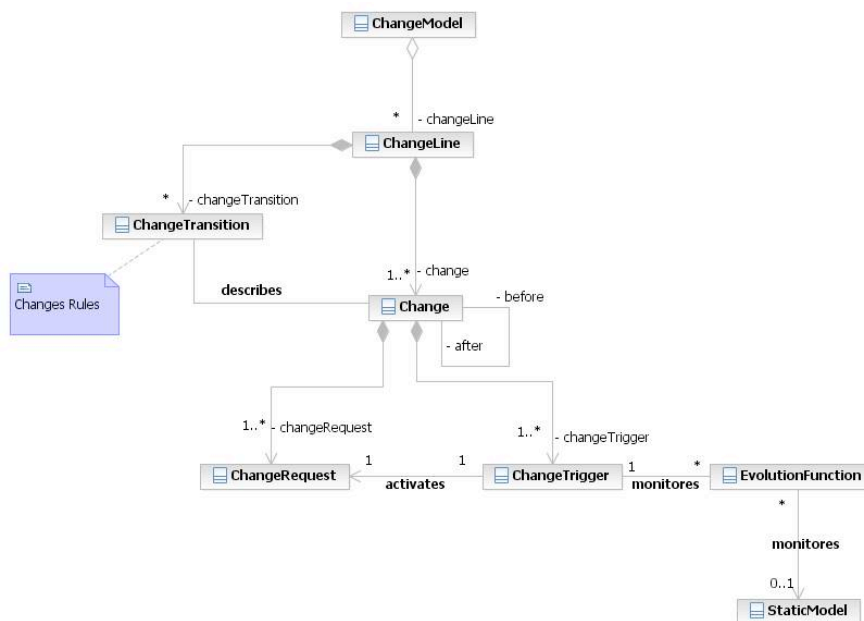 ChangeModel
* - changeLine
ChangeLine
* - changeTransition
ChangeTransition
1..* - change
Changes Rules
describes
Change
- before
- after
1..* - changeRequest
1..* - changeTrigger
ChangeRequest
1
activates
1
ChangeTrigger
1
monitores
*
EvolutionFunction
*
monitores
0..1
StaticModel